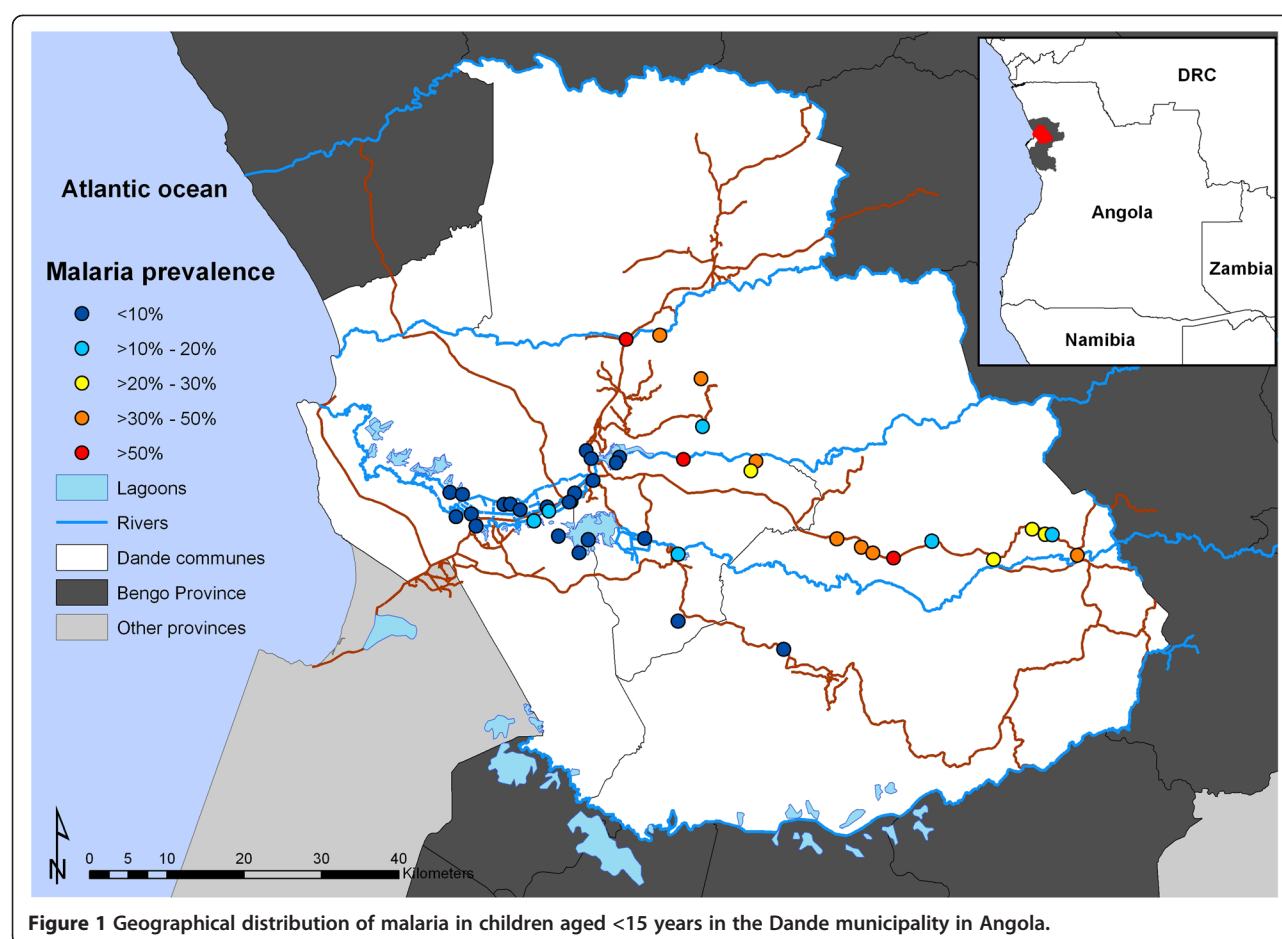 DRC
Atlantic ocean
Angola
Zambia
Namibia
Malaria prevalence
<10%
>10% - 20%
>20% - 30%
>30% - 50%
>50%
Lagoons
Rivers
Dande communes
Bengo Province
Other provinces
N
0 5 10 20 30 40
Kilometers
Figure 1 Geographical distribution of malaria in children aged <15 years in the Dande municipality in Angola.